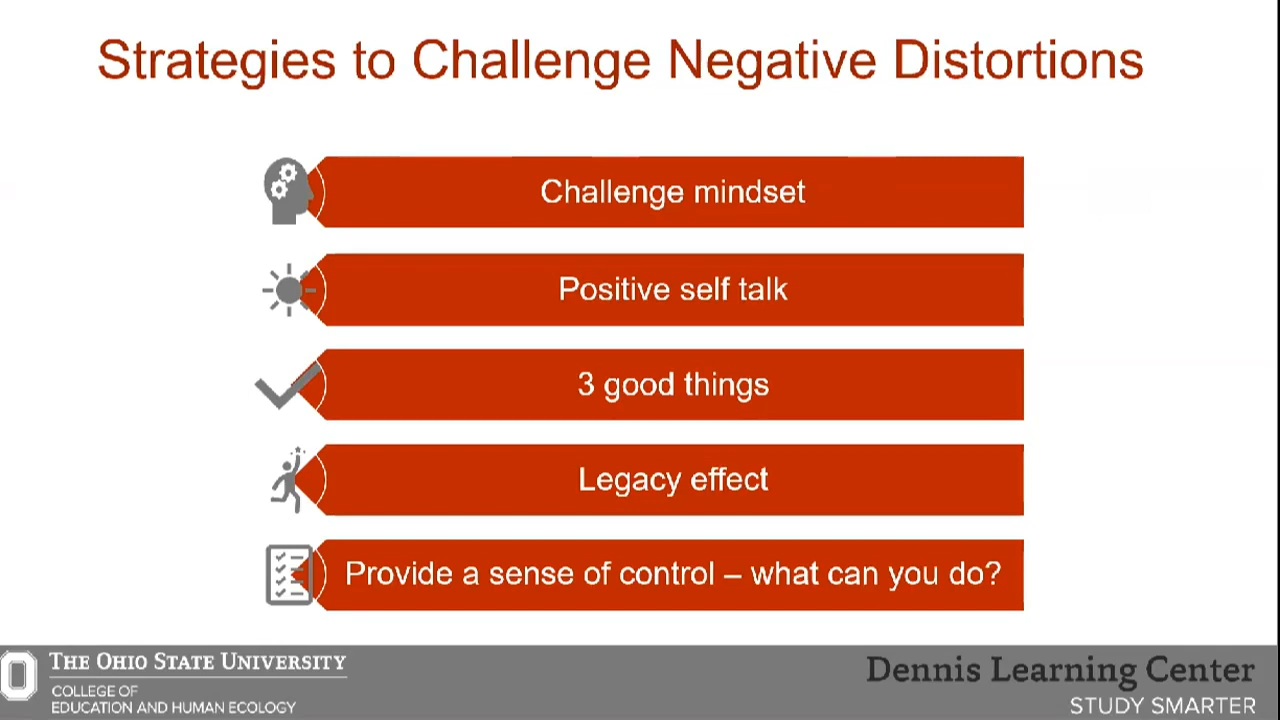 Strategies to Challenge Negative Distortions
Challenge mindset
Positive self talk
3 good things
Legacy effect
Provide a sense of control – what can you do?
THE OHIO STATE UNIVERSITY
COLLEGE OF
EDUCATION AND HUMAN ECOLOGY
Dennis Learning Center
STUDY SMARTER